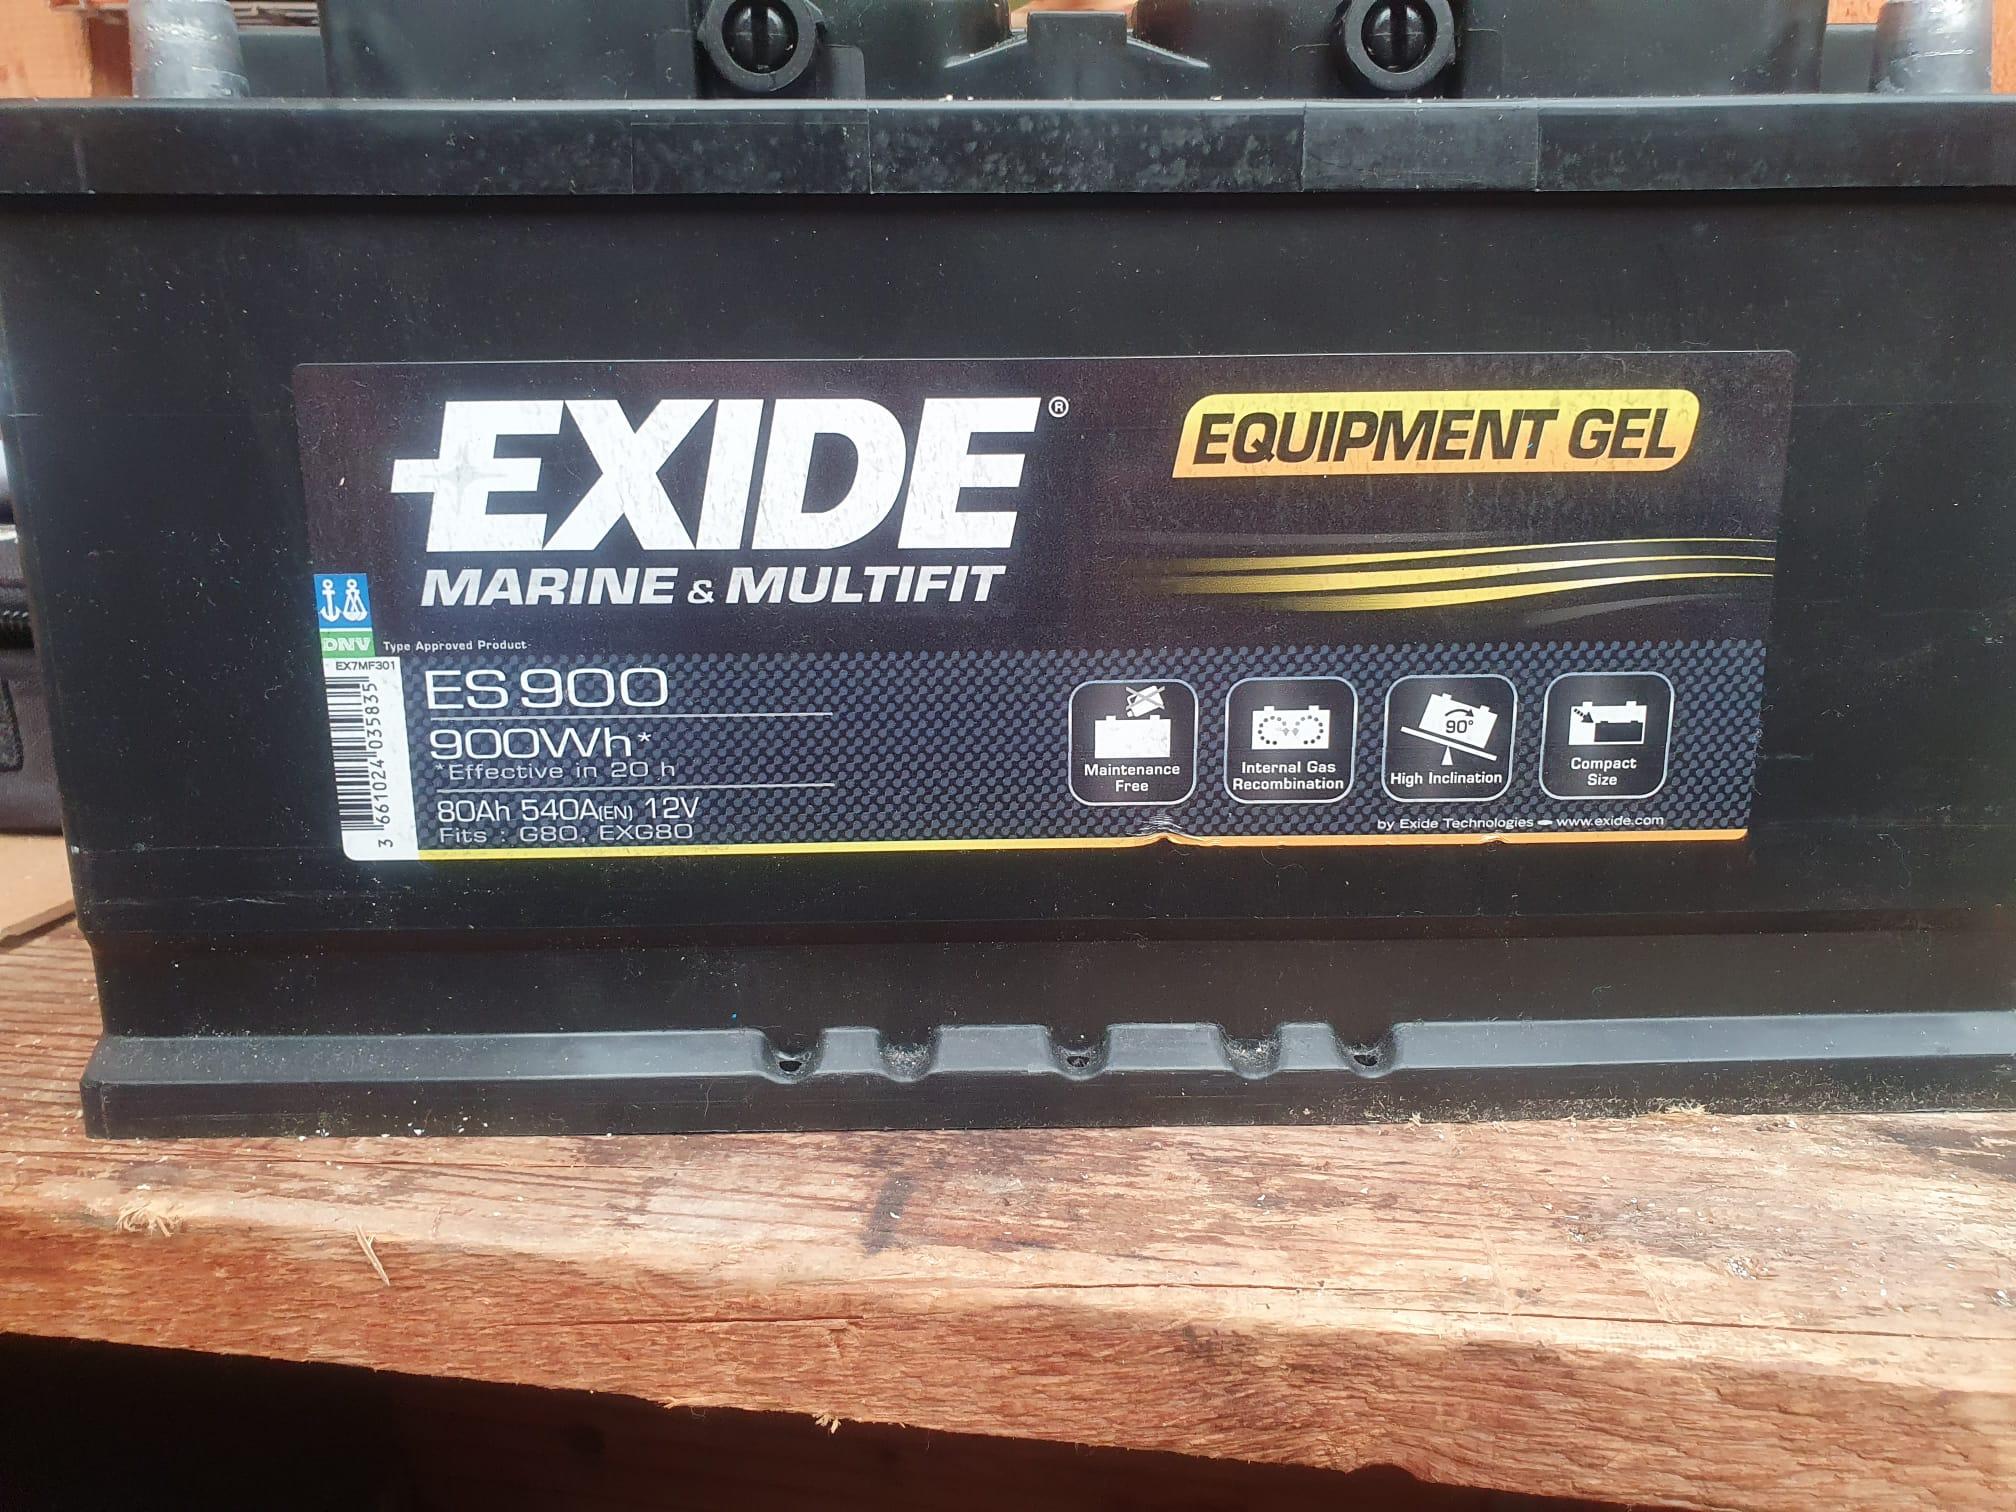 EXIDE®
EQUIPMENT GEL
MARINE & MULTIFIT
DNV Type Approved Product
EX7MF301
3 661024 035835
ES 900
900Wh*
*Effective in 20 h
80Ah 540A(EN) 12V
Fits : G80, EXG80
Maintenance
Free
Internal Gas
Recombination
90°
High Inclination
Compact
Size
by Exide Technologies – www.exide.com